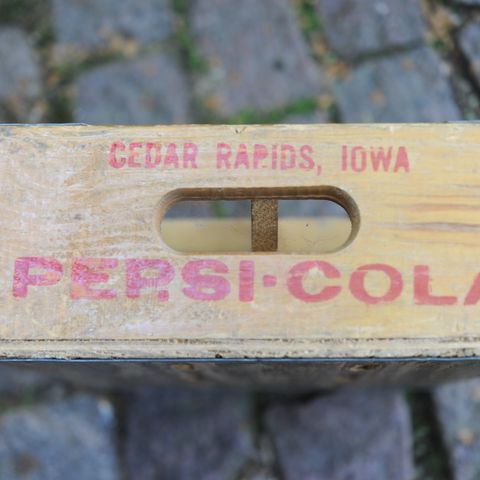 CEDAR RAPIDS, IOWA
PEPSI-COLA